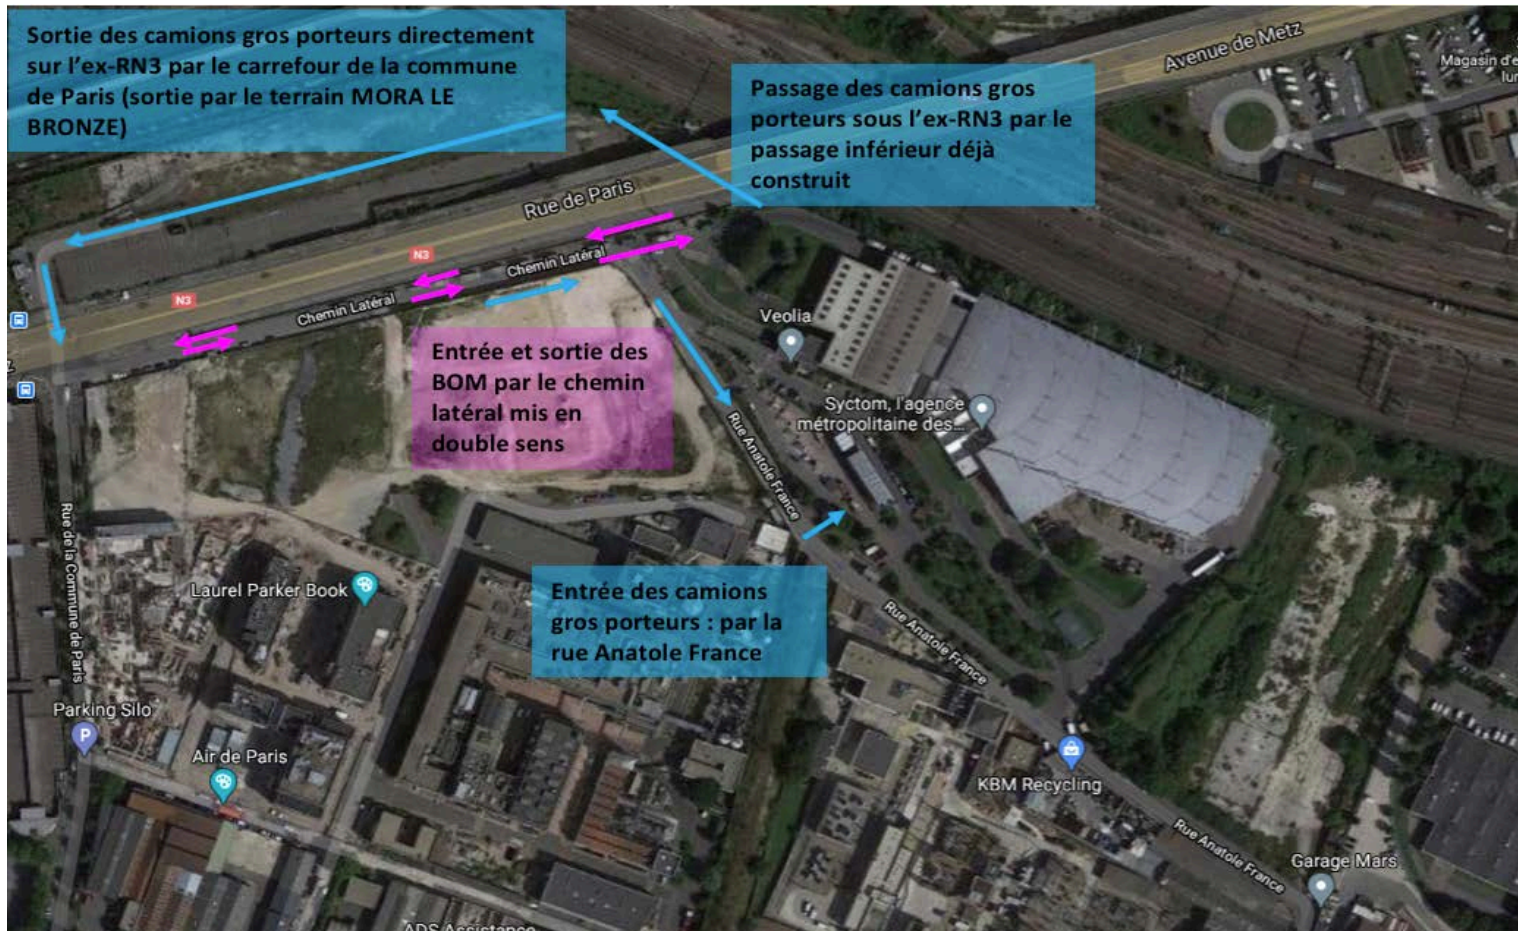 Sortie des camions gros porteurs directement
sur l’ex-RN3 par le carrefour de la commune
de Paris (sortie par le terrain MORA LE
BRONZE)
Passage des camions gros
porteurs sous l’ex-RN3 par le
passage inférieur déjà
construit
Avenue de Metz
Magasin d'e
Rue de Paris
N3
Chemin Latéral
N3
Chemin Latéral
Entrée et sortie des
BOM par le chemin
latéral mis en
double sens
Veolia
Syctom, l'agence
métropolitaine des...
Rue Anatole France
Rue de la Commune de Paris
Laurel Parker Book
Entrée des camions
gros porteurs : par la
rue Anatole France
Rue Anatole France
Parking Silo
P
Air de Paris
KBM Recycling
Rue Anatole France
Garage Mars
ADS Assistance